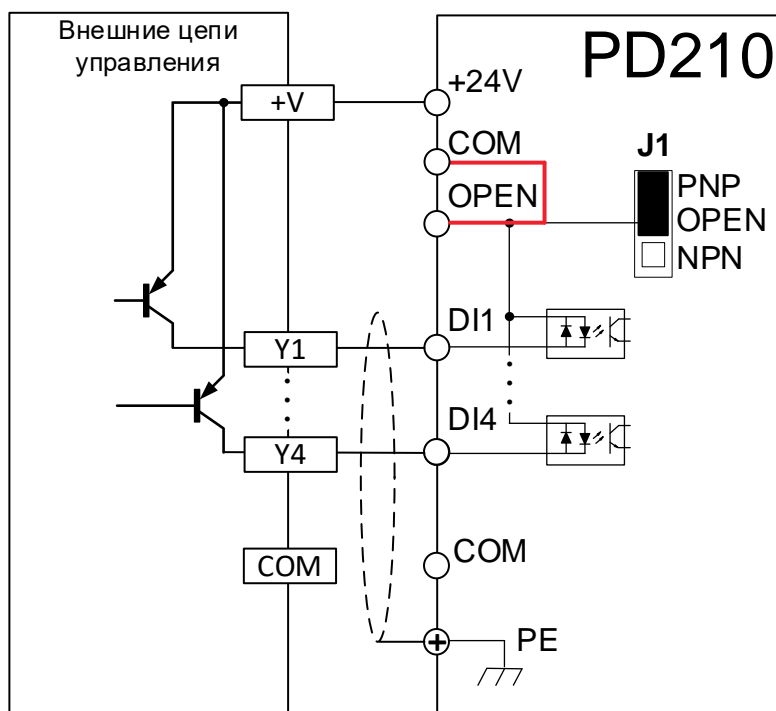 Внешние цепи
управления
PD210
+V
+24V
COM
OPEN
J1
PNP
OPEN
NPN
Y1
DI1
Y4
DI4
COM
COM
PE